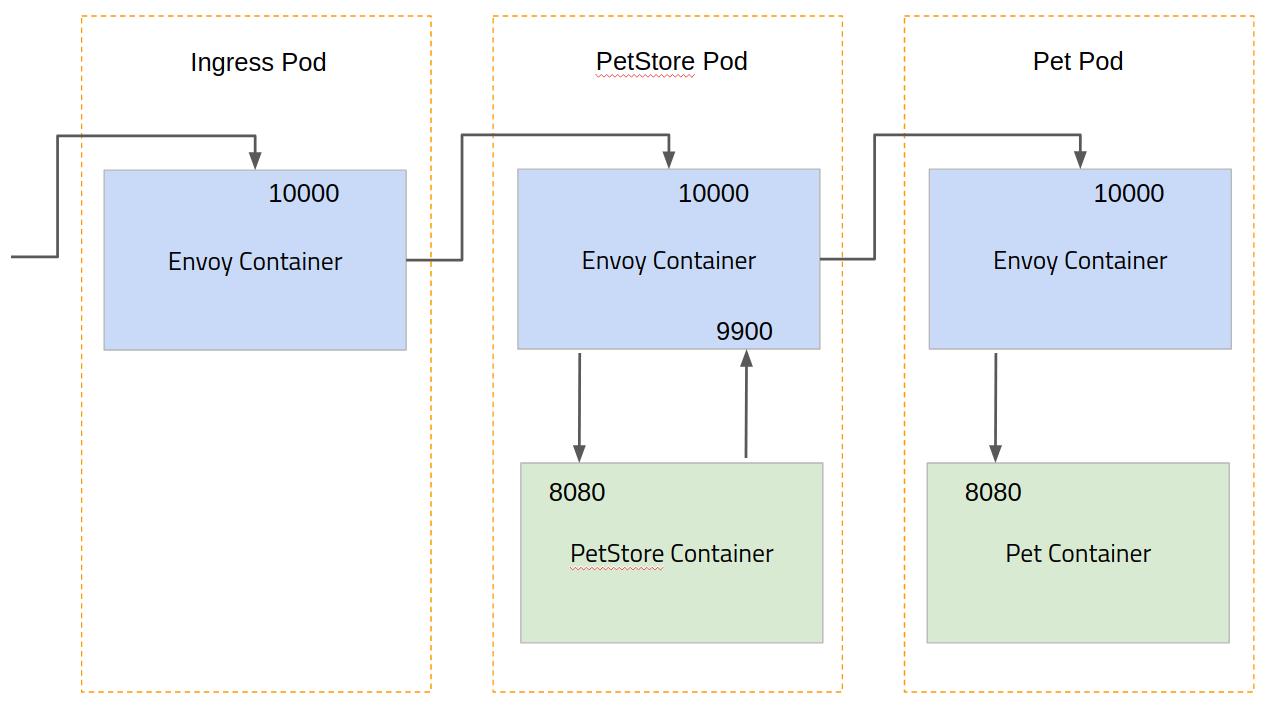 Ingress Pod
PetStore Pod
Pet Pod
10000
10000
10000
Envoy Container
Envoy Container
Envoy Container
9900
8080
8080
PetStore Container
Pet Container